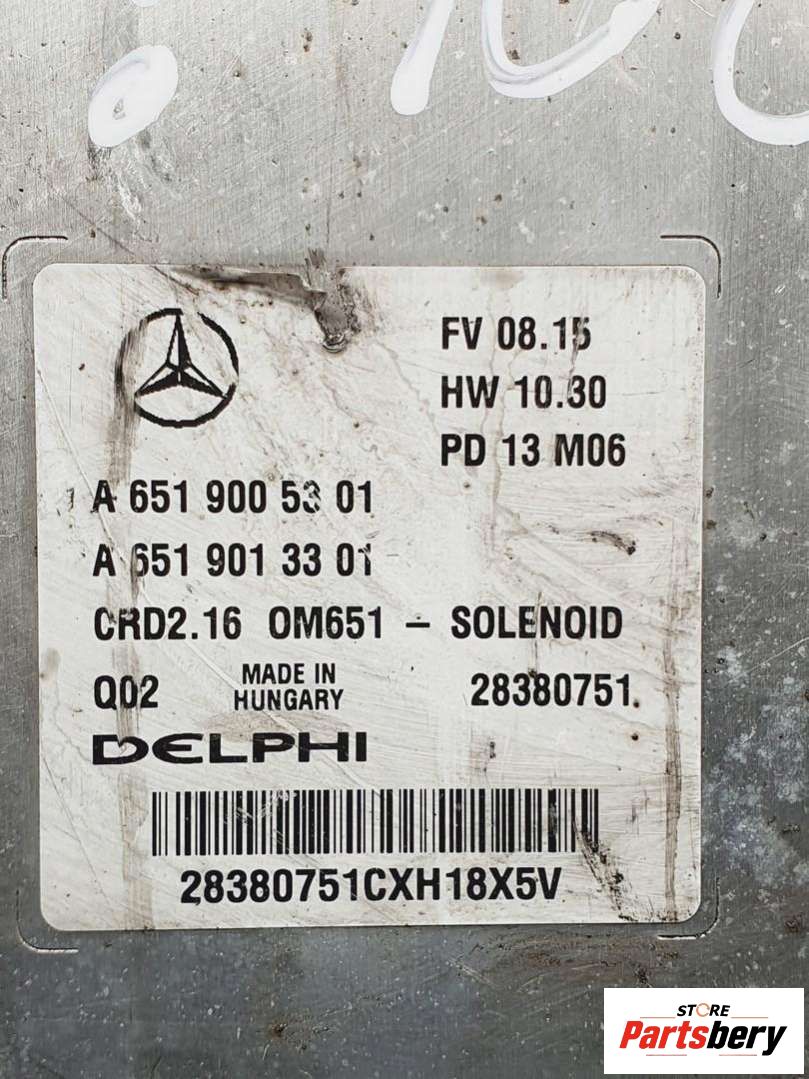 FV 08.15
HW 10.30
PD 13 M06
A 651 900 53 01
A 651 901 33 01
CRD2.16 OM651 - SOLENOID
Q02 MADE IN HUNGARY 28380751
DELPHI
28380751CXH18X5V
STORE
Partsbery